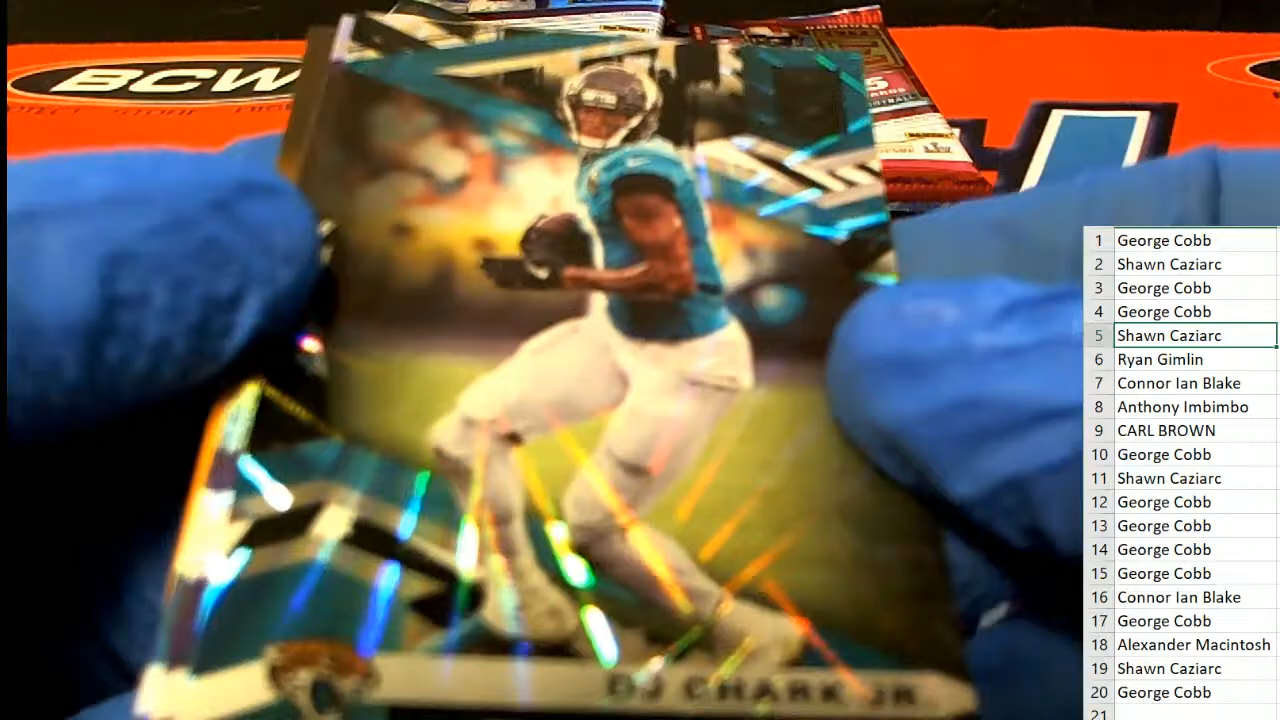 BCW
5
CARDS
FOOTBALL
DJ CHARK JR
1 George Cobb
2 Shawn Caziarc
3 George Cobb
4 George Cobb
5 Shawn Caziarc
6 Ryan Gimlin
7 Connor Ian Blake
8 Anthony Imbimbo
9 CARL BROWN
10 George Cobb
11 Shawn Caziarc
12 George Cobb
13 George Cobb
14 George Cobb
15 George Cobb
16 Connor Ian Blake
17 George Cobb
18 Alexander Macintosh
19 Shawn Caziarc
20 George Cobb
21